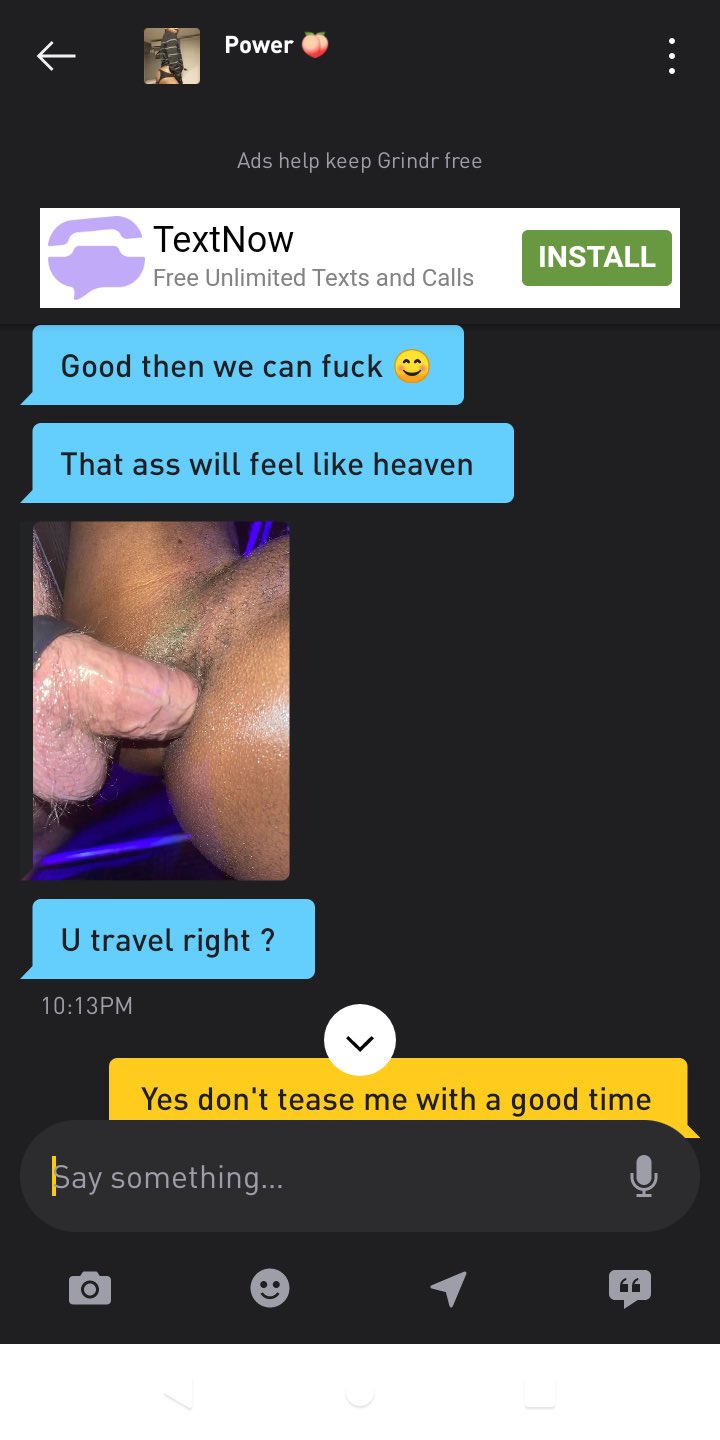 Power 🍑
Ads help keep Grindr free
TextNow
Free Unlimited Texts and Calls
INSTALL
Good then we can fuck 😊
That ass will feel like heaven
U travel right ?
10:13PM
Yes don't tease me with a good time
Say something...